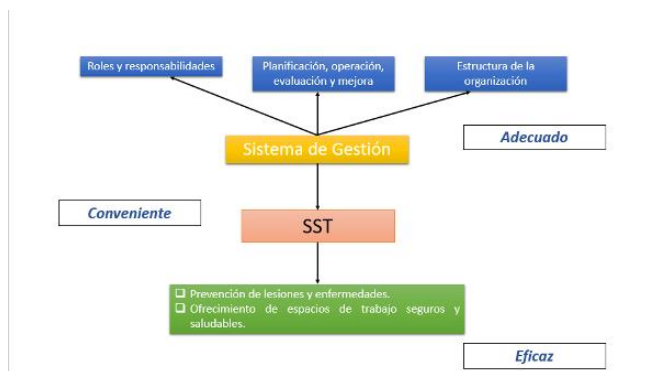 Roles y responsabilidades
Planificación, operación,
evaluación y mejora
Estructura de la
organización
Adecuado
Sistema de Gestión
Conveniente
SST
❑ Prevención de lesiones y enfermedades.
❑ Ofrecimiento de espacios de trabajo seguros y
saludables.
Eficaz